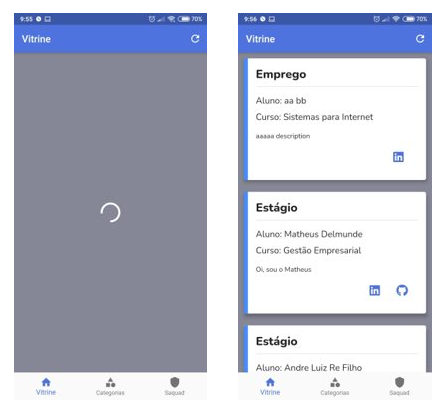 9:55
70%
Vitrine
Vitrine
Categorias
Saquad
9:56
70%
Vitrine
Emprego
Aluno: aa bb
Curso: Sistemas para Internet
aaaaa description
in
Estágio
Aluno: Matheus Delmunde
Curso: Gestão Empresarial
Oi, sou o Matheus
in
Estágio
Aluno: Andre Luiz Re Filho
Vitrine
Categorias
Saquad